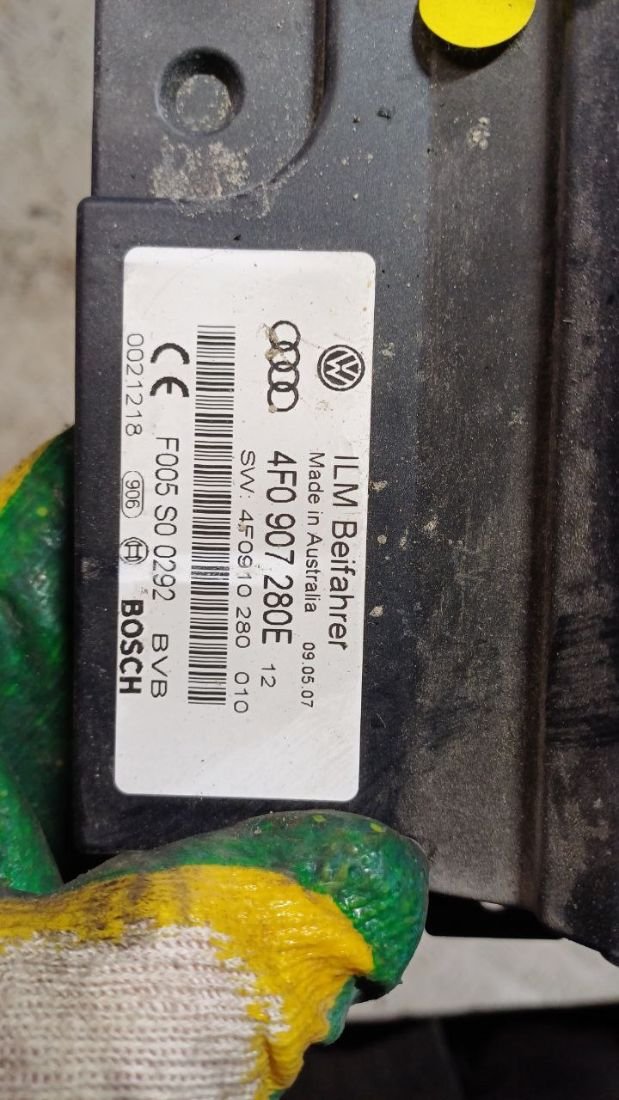 ILM Beifahrer
Made in Australia 09.05.07
4F0 907 280E 12
SW: 4F0910 280 010
F005 S0 0292 BVB
0021218 906 BOSCH